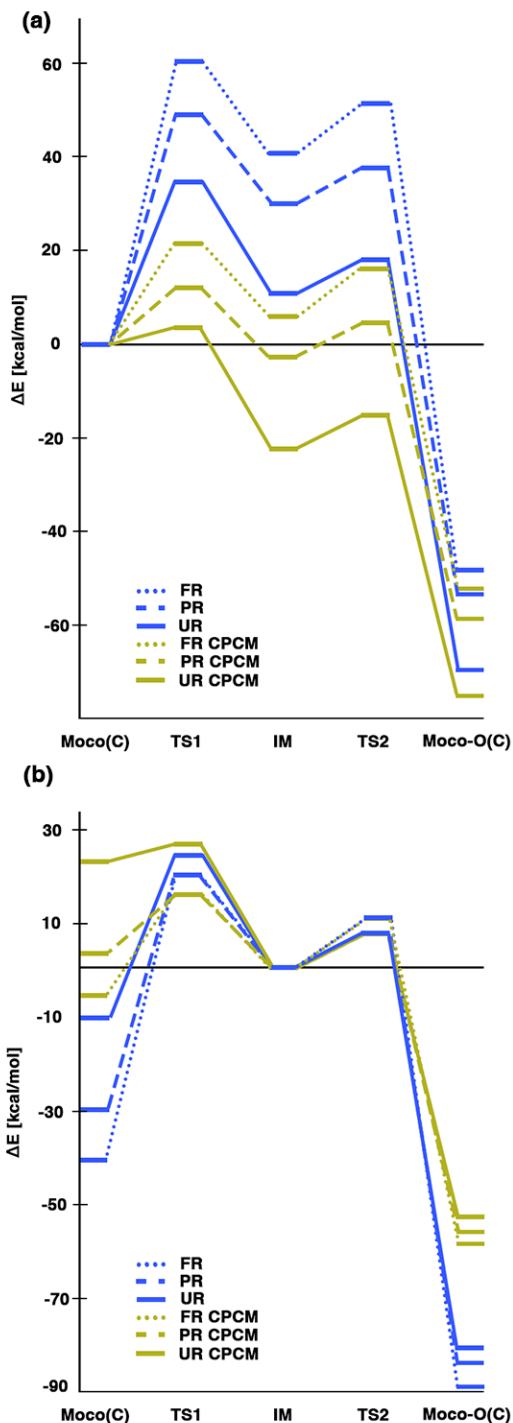 (a)
60
40
20
0
-20
-40
-60
ΔE [kcal/mol]
FR
PR
UR
FR CPCM
PR CPCM
UR CPCM
Moco(C) TS1 IM TS2 Moco-O(C)
(b)
30
10
-10
-30
-50
-70
-90
ΔE [kcal/mol]
FR
PR
UR
FR CPCM
PR CPCM
UR CPCM
Moco(C) TS1 IM TS2 Moco-O(C)